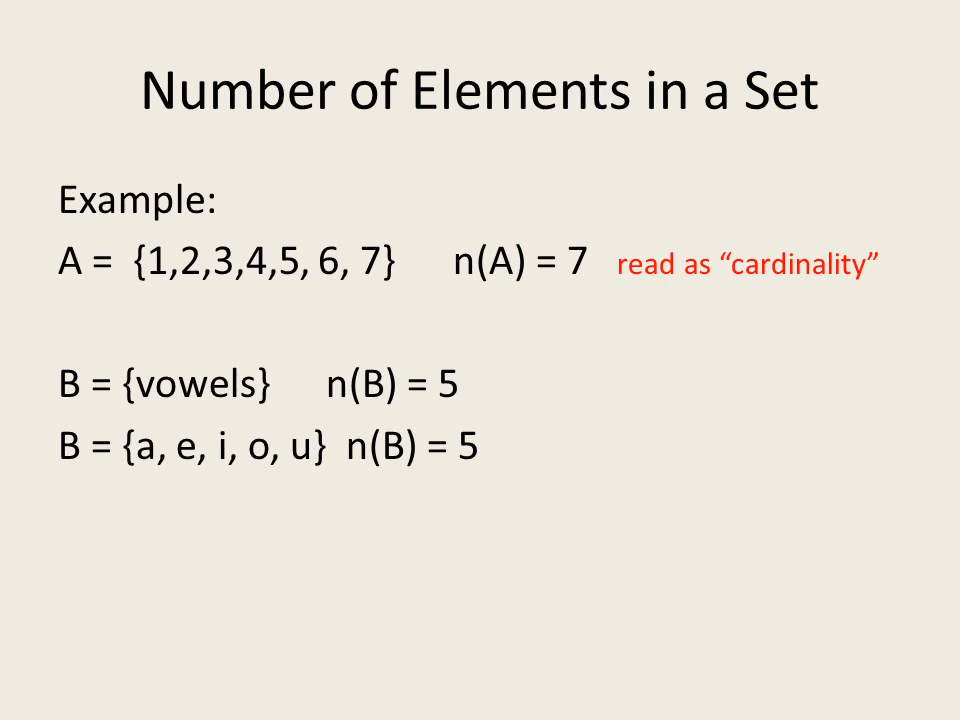 Number of Elements in a Set
Example:
A = {1,2,3,4,5, 6, 7} n(A) = 7 read as “cardinality”
B = {vowels} n(B) = 5
B = {a, e, i, o, u} n(B) = 5